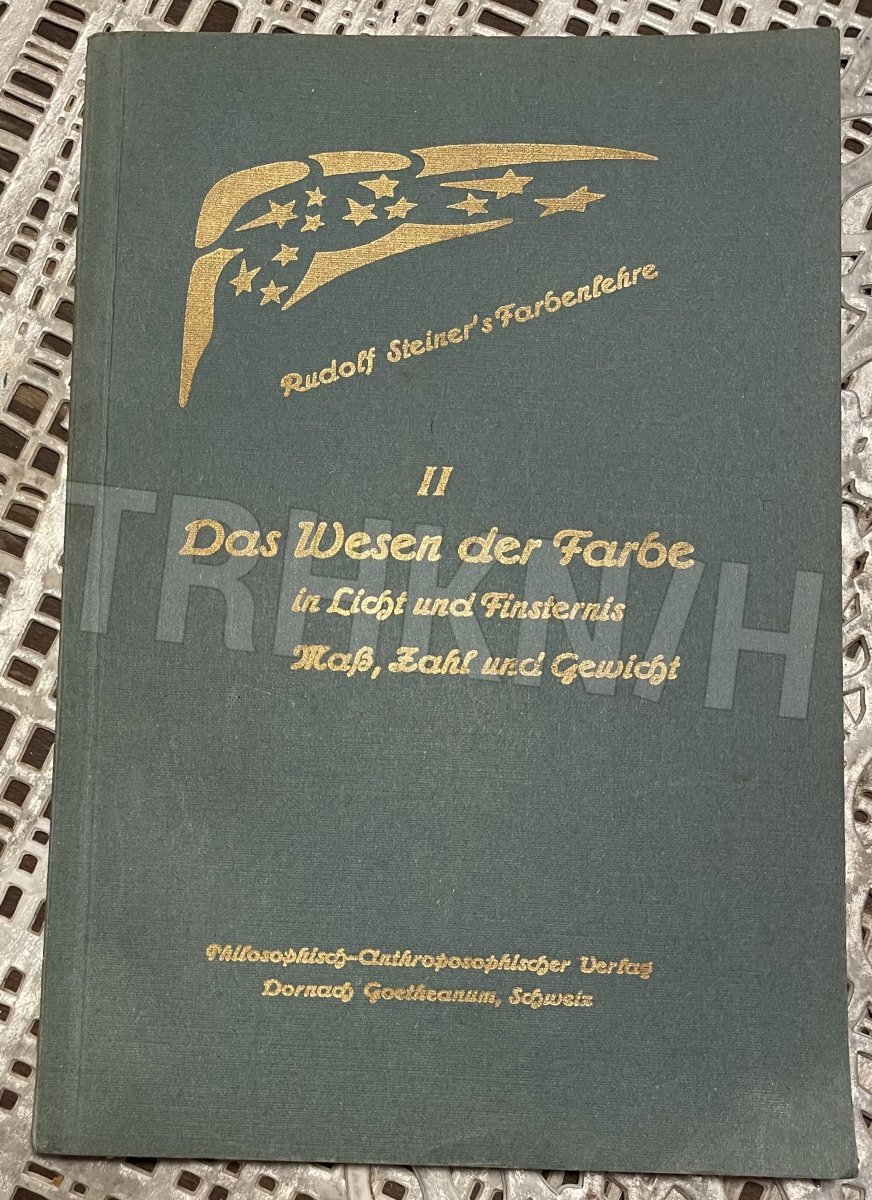 Rudolf Steiner's Farbenlehre
II
Das Wesen der Farbe
in Licht und Finsternis
Maß, Zahl und Gewicht
Philosophisch-Anthroposophischer Verlag
Dornach Goetheanum, Schweiz
TRHKN/H